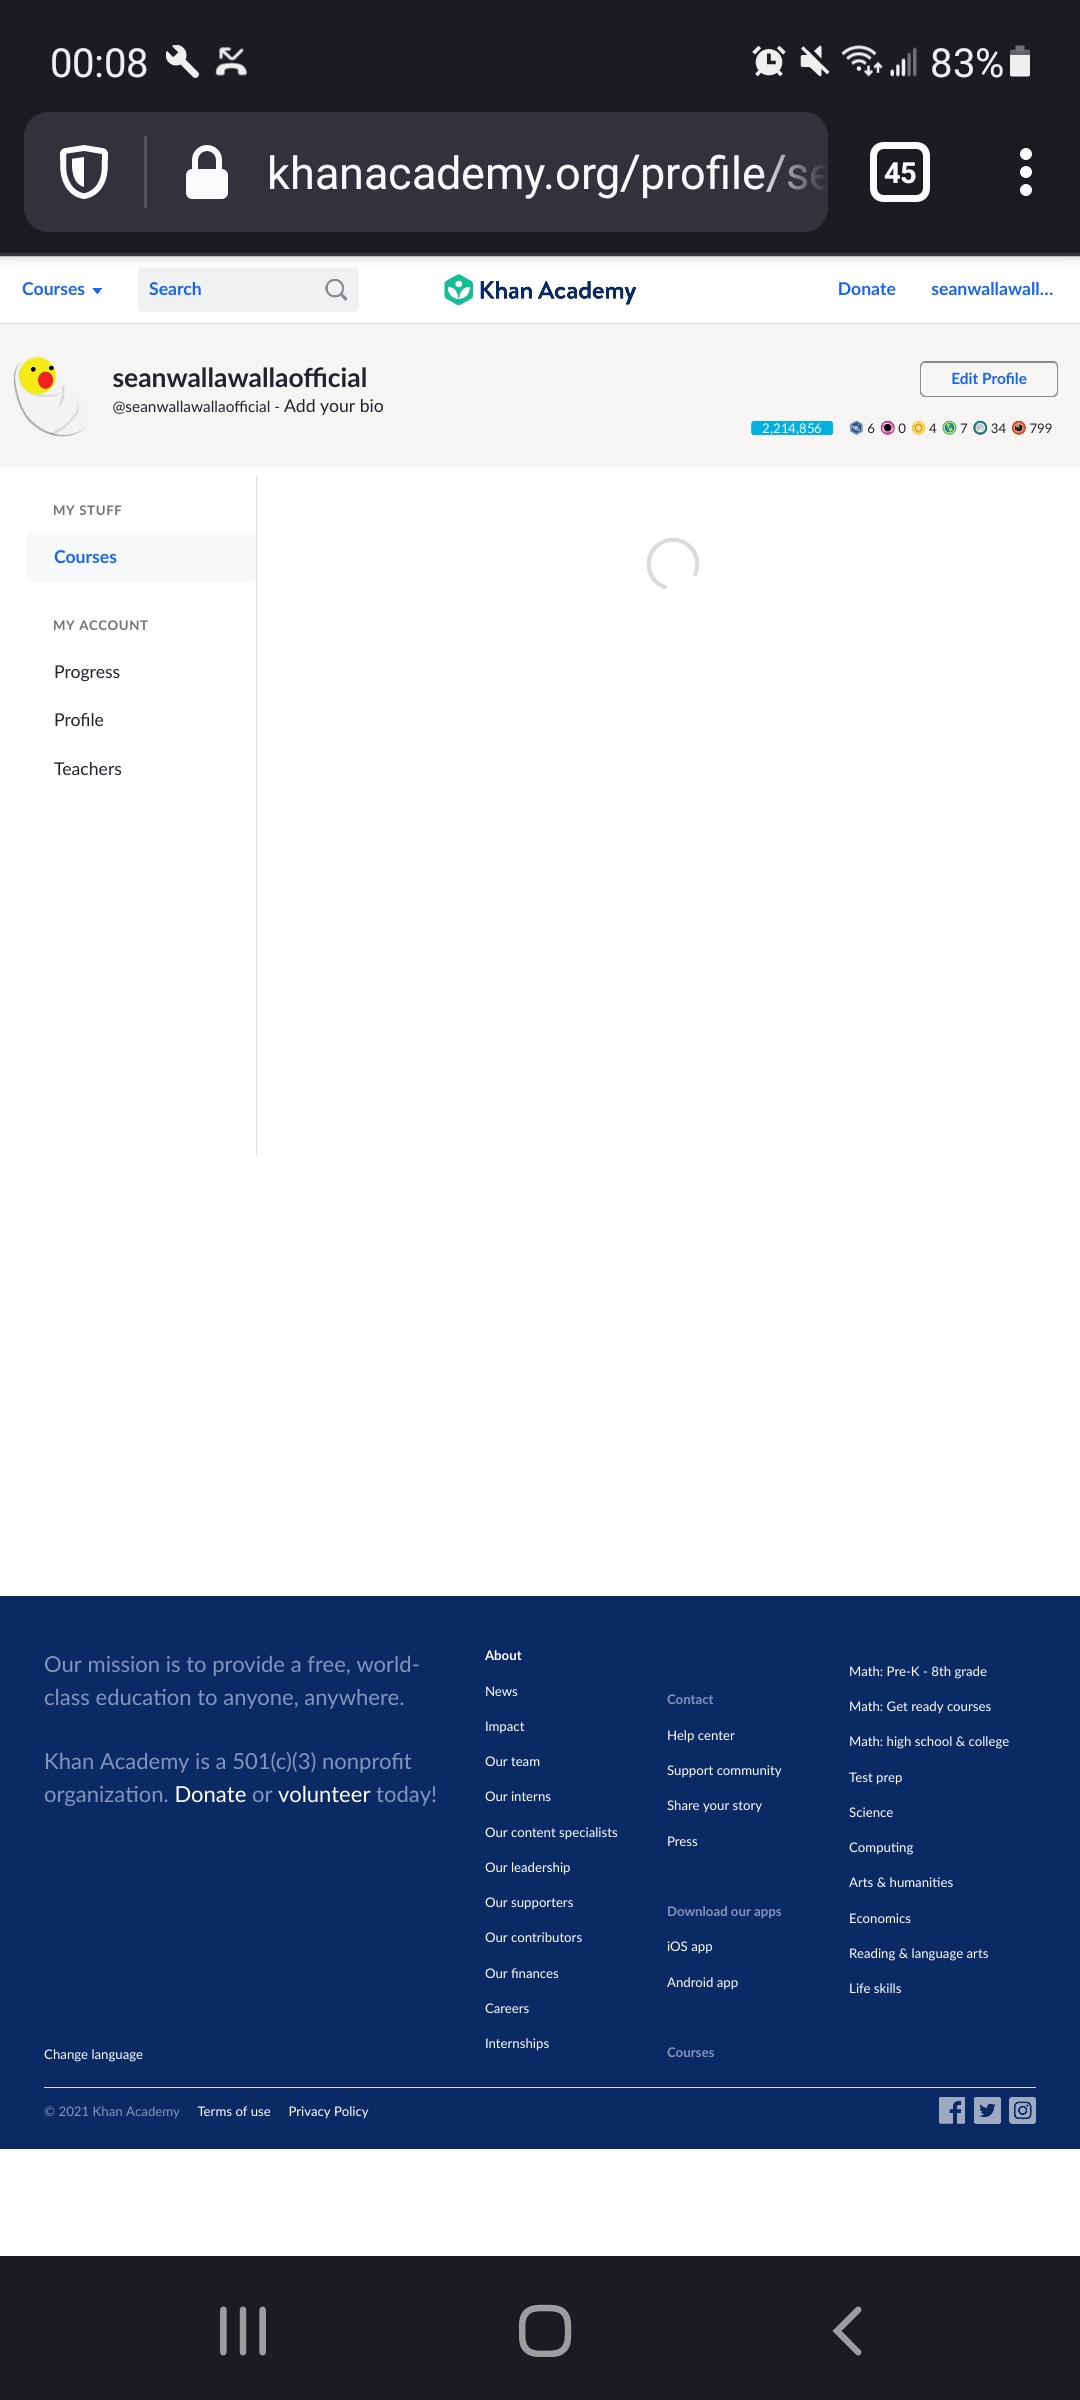 00:08
83%
khanacademy.org/profile/se
45
Courses
Search
Khan Academy
Donate
seanwallawall...
seanwallawallaofficial
@seanwallawallaofficial - Add your bio
Edit Profile
2,214,856
6
0
4
7
34
799
MY STUFF
Courses
MY ACCOUNT
Progress
Profile
Teachers
Our mission is to provide a free, world-
class education to anyone, anywhere.
Khan Academy is a 501(c)(3) nonprofit
organization. Donate or volunteer today!
About
News
Impact
Our team
Our interns
Our content specialists
Our leadership
Our supporters
Our contributors
Our finances
Careers
Internships
Contact
Help center
Support community
Share your story
Press
Download our apps
iOS app
Android app
Courses
Math: Pre-K - 8th grade
Math: Get ready courses
Math: high school & college
Test prep
Science
Computing
Arts & humanities
Economics
Reading & language arts
Life skills
Change language
© 2021 Khan Academy
Terms of use
Privacy Policy